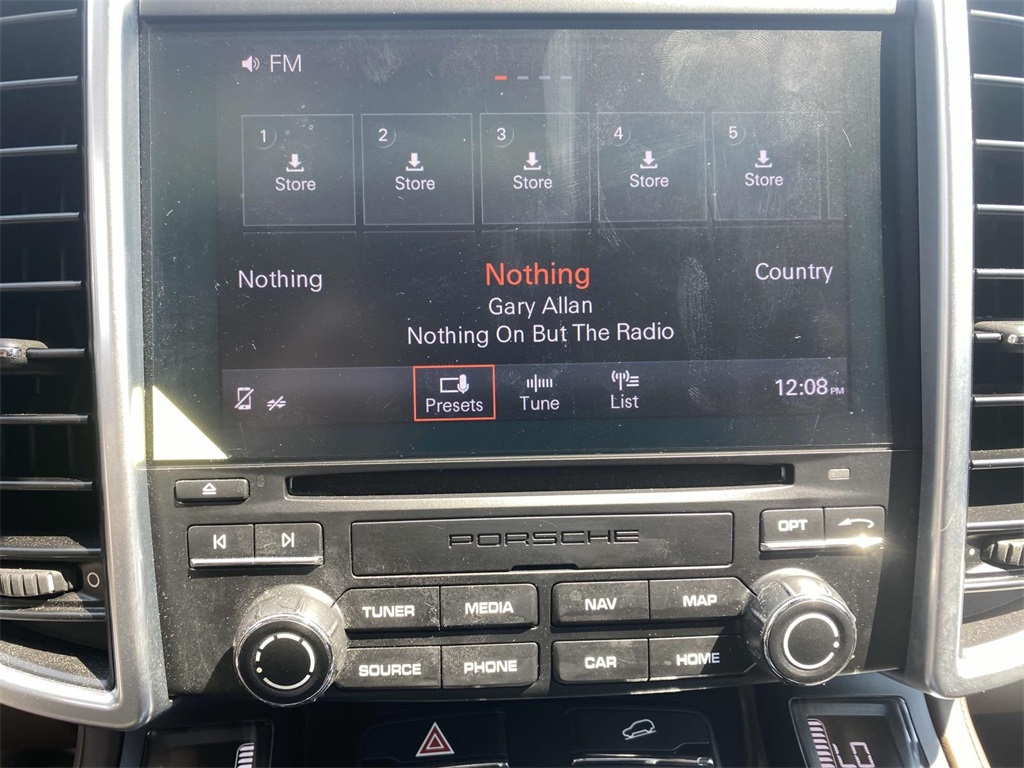 FM
1 2 3 4 5
Store Store Store Store Store
Nothing Nothing Country
Gary Allan
Nothing On But The Radio
Presets Tune List 12:08 PM
PORSCHE OPT
TUNER MEDIA NAV MAP
SOURCE PHONE CAR HOME
LO